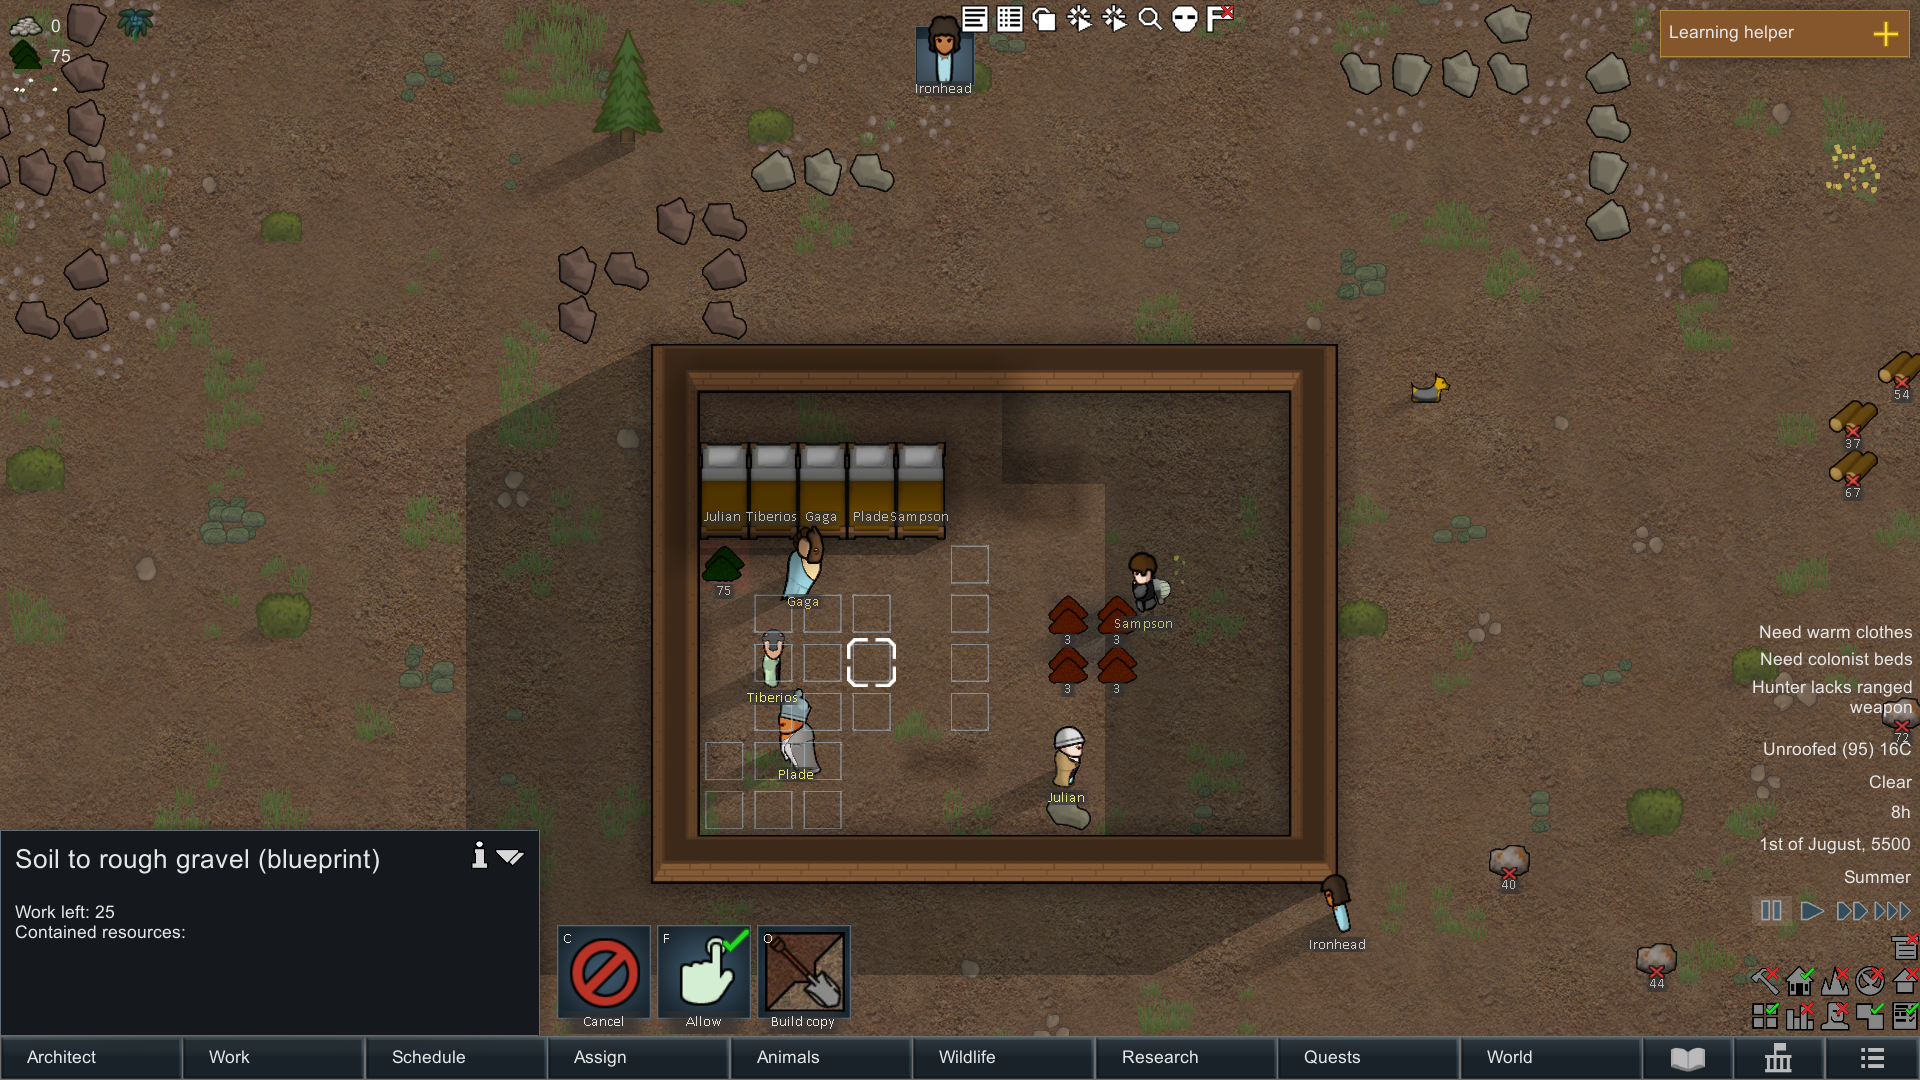 0
75
Ironhead
Learning helper
54
37
67
Julian Tiberios Gaga Plade Sampson
75
Gaga
Sampson
3 3
3 3
Tiberios
Plade
Julian
Need warm clothes
Need colonist beds
Hunter lacks ranged
weapon
72
Unroofed (95) 16C
Clear
8h
1st of Jugust, 5500
Summer
40
Ironhead
44
Soil to rough gravel (blueprint)
Work left: 25
Contained resources:
C
F
O
Cancel
Allow
Build copy
Architect
Work
Schedule
Assign
Animals
Wildlife
Research
Quests
World